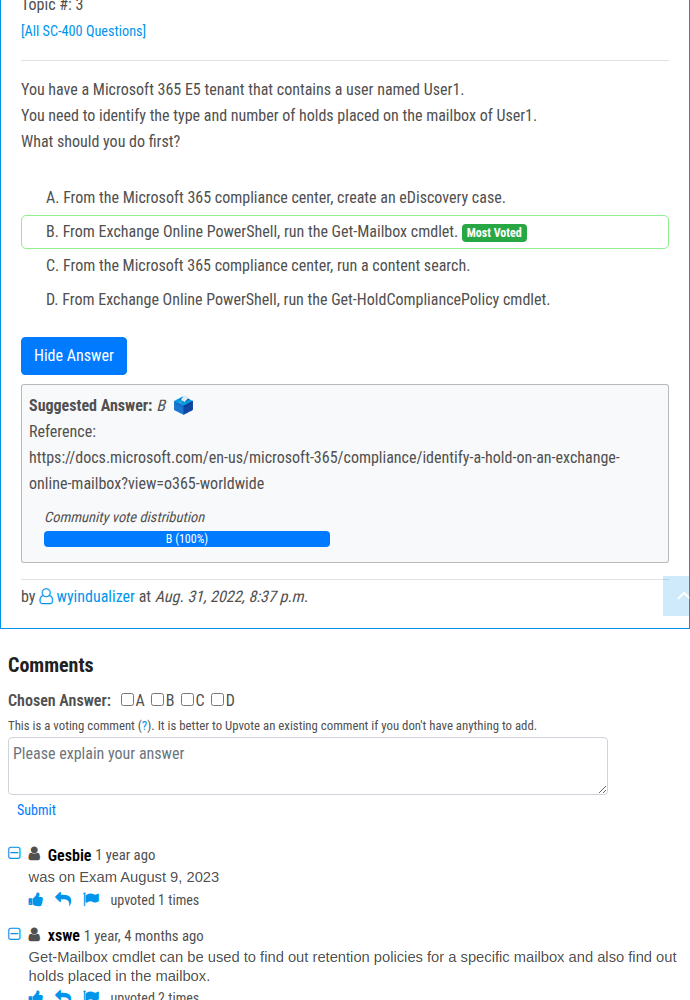 Topic #: 3
[All SC-400 Questions]
You have a Microsoft 365 E5 tenant that contains a user named User1.
You need to identify the type and number of holds placed on the mailbox of User1.
What should you do first?
A. From the Microsoft 365 compliance center, create an eDiscovery case.
B. From Exchange Online PowerShell, run the Get-Mailbox cmdlet. Most Voted
C. From the Microsoft 365 compliance center, run a content search.
D. From Exchange Online PowerShell, run the Get-HoldCompliancePolicy cmdlet.
Hide Answer
Suggested Answer: B
Reference:
https://docs.microsoft.com/en-us/microsoft-365/compliance/identify-a-hold-on-an-exchange-
online-mailbox?view=o365-worldwide
Community vote distribution
B (100%)
by wyindualizer at Aug. 31, 2022, 8:37 p.m.
Comments
Chosen Answer: A B C D
This is a voting comment (?). It is better to Upvote an existing comment if you don't have anything to add.
Please explain your answer
Submit
Gesbie 1 year ago
was on Exam August 9, 2023
upvoted 1 times
xswe 1 year, 4 months ago
Get-Mailbox cmdlet can be used to find out retention policies for a specific mailbox and also find out
holds placed in the mailbox.
upvoted 2 times